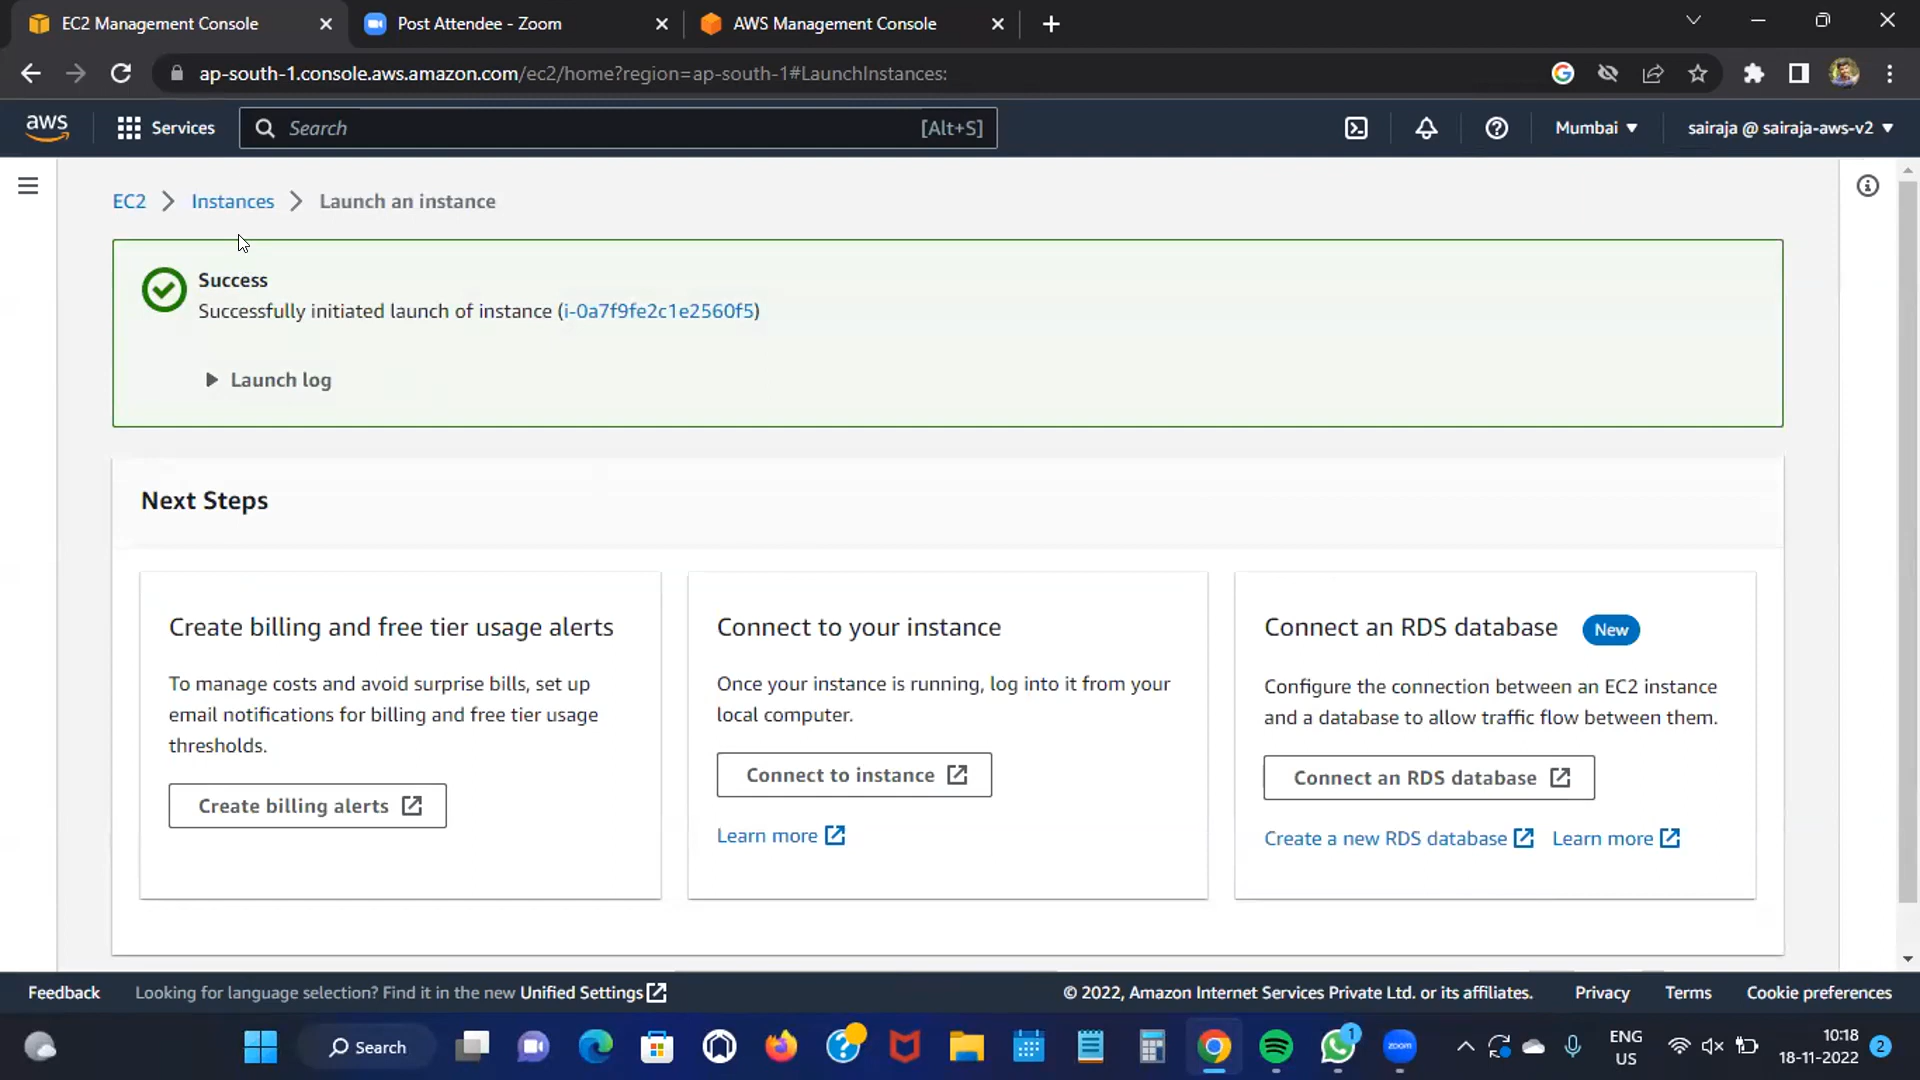 EC2 Management Console
Post Attendee - Zoom
AWS Management Console
ap-south-1.console.aws.amazon.com/ec2/home?region=ap-south-1#LaunchInstances:
aws
Services
Search
[Alt+S]
Mumbai
sairaja @ sairaja-aws-v2
EC2
Instances
Launch an instance
Success
Successfully initiated launch of instance (i-0a7f9fe2c1e2560f5)
Launch log
Next Steps
Create billing and free tier usage alerts
To manage costs and avoid surprise bills, set up
email notifications for billing and free tier usage
thresholds.
Create billing alerts
Connect to your instance
Once your instance is running, log into it from your
local computer.
Connect to instance
Learn more
Connect an RDS database
New
Configure the connection between an EC2 instance
and a database to allow traffic flow between them.
Connect an RDS database
Create a new RDS database
Learn more
Feedback
Looking for language selection? Find it in the new Unified Settings
© 2022, Amazon Internet Services Private Ltd. or its affiliates.
Privacy
Terms
Cookie preferences
Search
1
zoom
ENG
US
10:18
18-11-2022
2